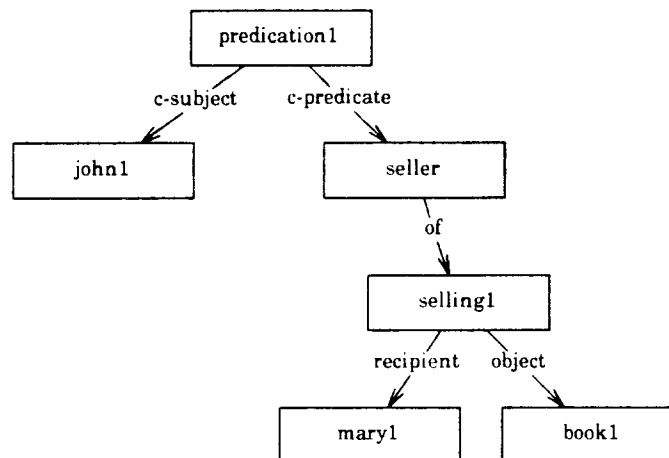 predication1
c-subject c-predicate
john1 seller
of
selling1
recipient object
mary1 book1